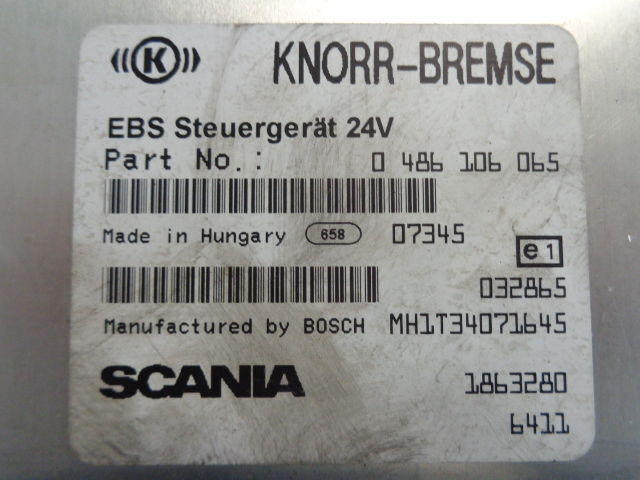 ((K)) KNORR-BREMSE
EBS Steuergerät 24V
Part No.: 0 486 106 065
Made in Hungary 658 07345
e1
032865
Manufactured by BOSCH MH1T34071645
SCANIA 1863280
6411